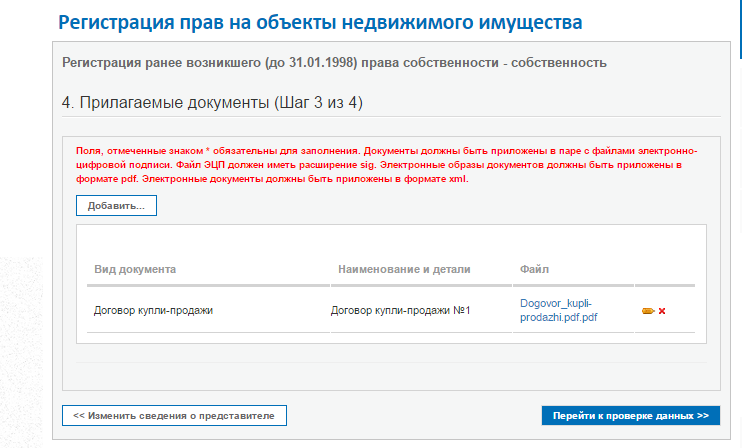 Регистрация прав на объекты недвижимого имущества
Регистрация ранее возникшего (до 31.01.1998) права собственности - собственность
4. Прилагаемые документы (Шаг 3 из 4)
Поля, отмеченные знаком * обязательны для заполнения. Документы должны быть приложены в паре с файлами электронно-
цифровой подписи. Файл ЭЦП должен иметь расширение sig. Электронные образы документов должны быть приложены в
формате pdf. Электронные документы должны быть приложены в формате xml.
Добавить...
Вид документа Наименование и детали Файл
Договор купли-продажи Договор купли-продажи №1 Dogovor_kupli-
prodazhi.pdf.pdf
<< Изменить сведения о представителе Перейти к проверке данных >>